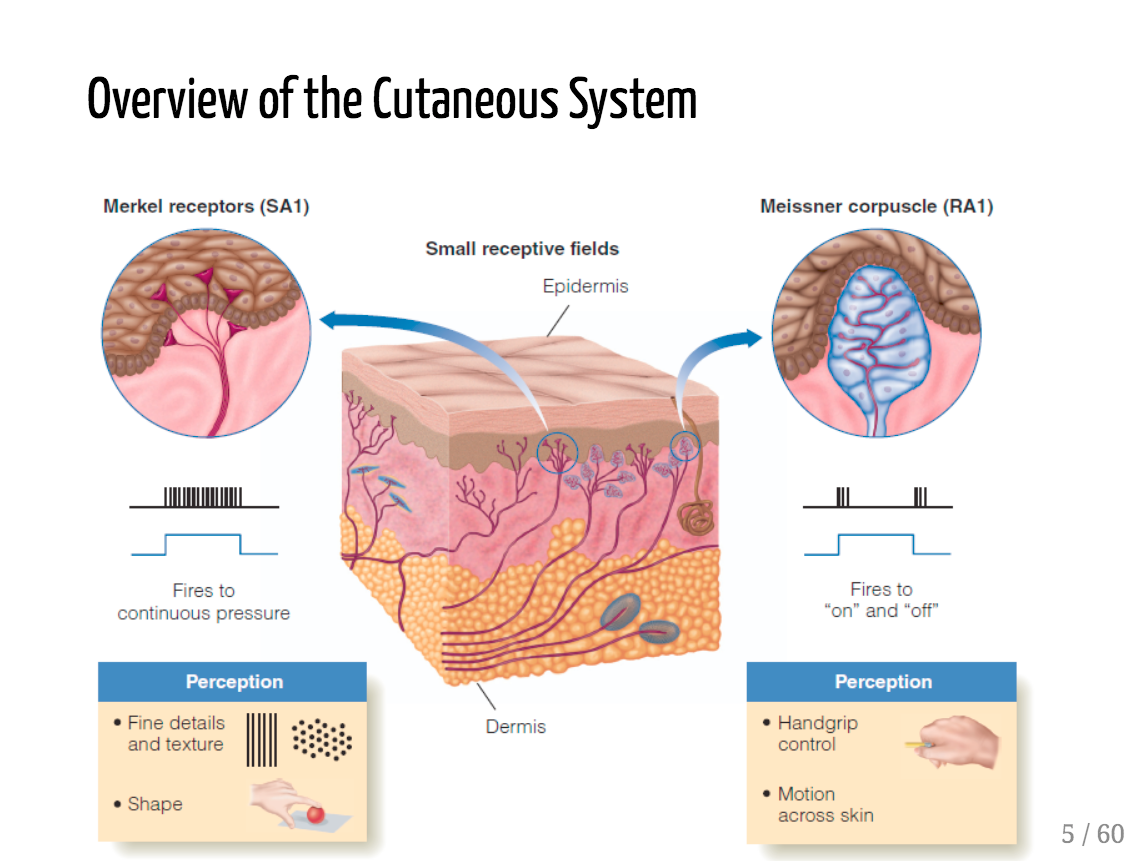 Overview of the Cutaneous System
Merkel receptors (SA1)
Small receptive fields
Epidermis
Meissner corpuscle (RA1)
Fires to
continuous pressure
Fires to
“on” and “off”
Dermis
Perception
• Fine details
and texture
• Shape
Perception
• Handgrip
control
• Motion
across skin
5 / 60